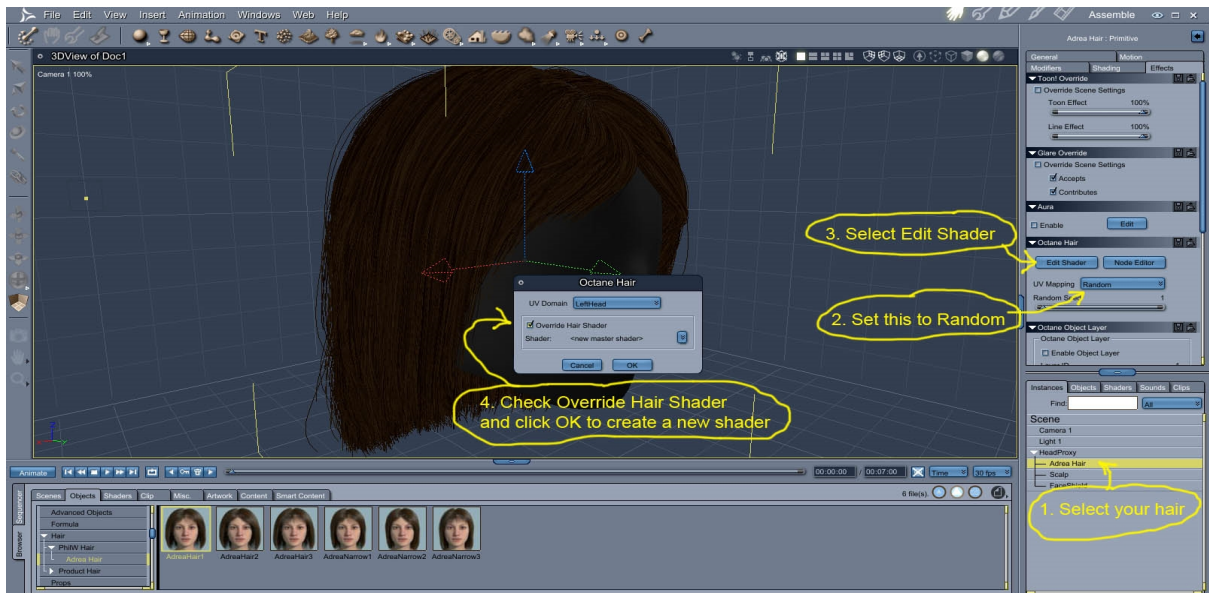 File Edit View Insert Animation Windows Web Help
Assemble
3DView of Doc1
Camera 1 100%
Adrea Hair : Primitive
General Motion
Modifiers Shading Effects
Toon! Override
Override Scene Settings
Toon Effect 100%
Line Effect 100%
Glare Override
Override Scene Settings
Accepts
Contributes
Aura
Enable Edit
Octane Hair
Edit Shader Node Editor
UV Mapping Random
Random 1
Octane Object Layer
Octane Object Layer
Enable Object Layer
3. Select Edit Shader
2. Set this to Random
Octane Hair
UV Domain LeftHead
Override Hair Shader
Shader: <new master shader>
Cancel OK
4. Check Override Hair Shader
and click OK to create a new shader
Instances Objects Shaders Sounds Clips
Find: All
Scene
Camera 1
Light 1
HeadProxy
Adrea Hair
Scalp
FaceShield
1. Select your hair
Animate 00:00:00 / 00:07:00 Time 30 fps
Sequencer
Browser
Scenes Objects Shaders Clip Misc. Artwork Content Smart Content 6 file(s).
Advanced Objects
Formula
Hair
PhilW Hair
Adrea Hair
Product Hair
Props
AdreaHair1 AdreaHair2 AdreaHair3 AdreaNarrow1 AdreaNarrow2 AdreaNarrow3